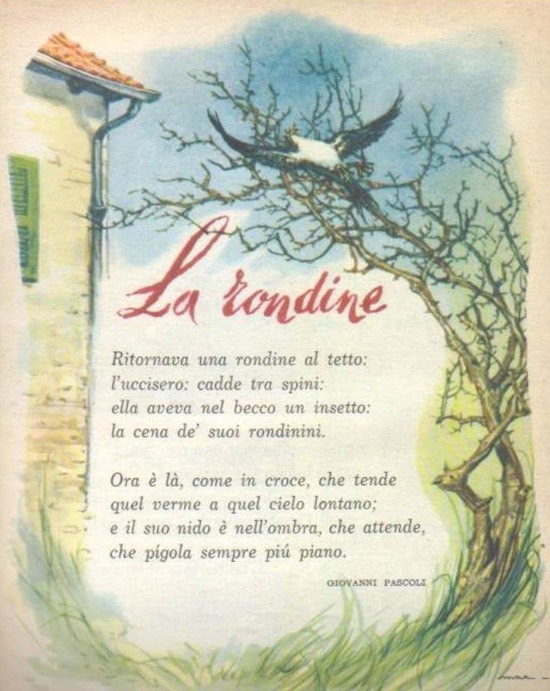 La rondine
Ritornava una rondine al tetto:
l'uccisero: cadde tra spini:
ella aveva nel becco un insetto:
la cena de' suoi rondinini.
Ora è là, come in croce, che tende
quel verme a quel cielo lontano;
e il suo nido è nell'ombra, che attende,
che pígola sempre piú piano.
GIOVANNI PASCOLI